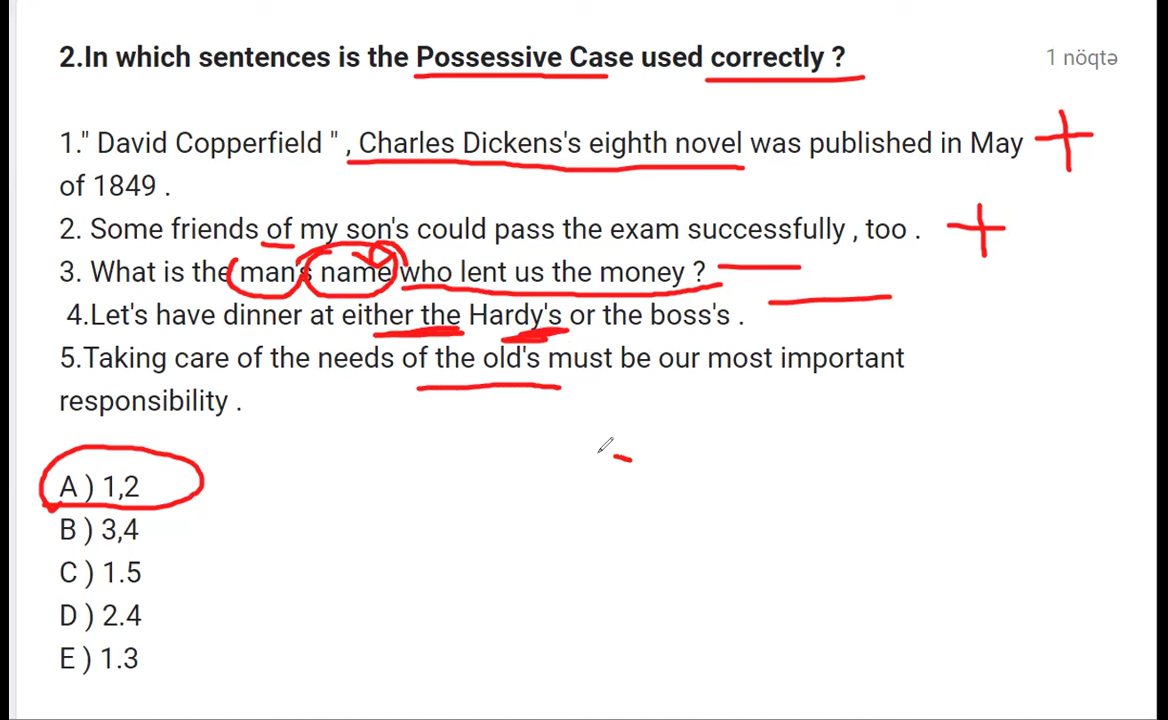 2.In which sentences is the Possessive Case used correctly ?
1 nöqtə
1." David Copperfield " , Charles Dickens's eighth novel was published in May
of 1849 .
2. Some friends of my son's could pass the exam successfully , too .
3. What is the man's name who lent us the money ?
4.Let's have dinner at either the Hardy's or the boss's .
5.Taking care of the needs of the old's must be our most important
responsibility .
A ) 1,2
B ) 3,4
C ) 1.5
D ) 2.4
E ) 1.3